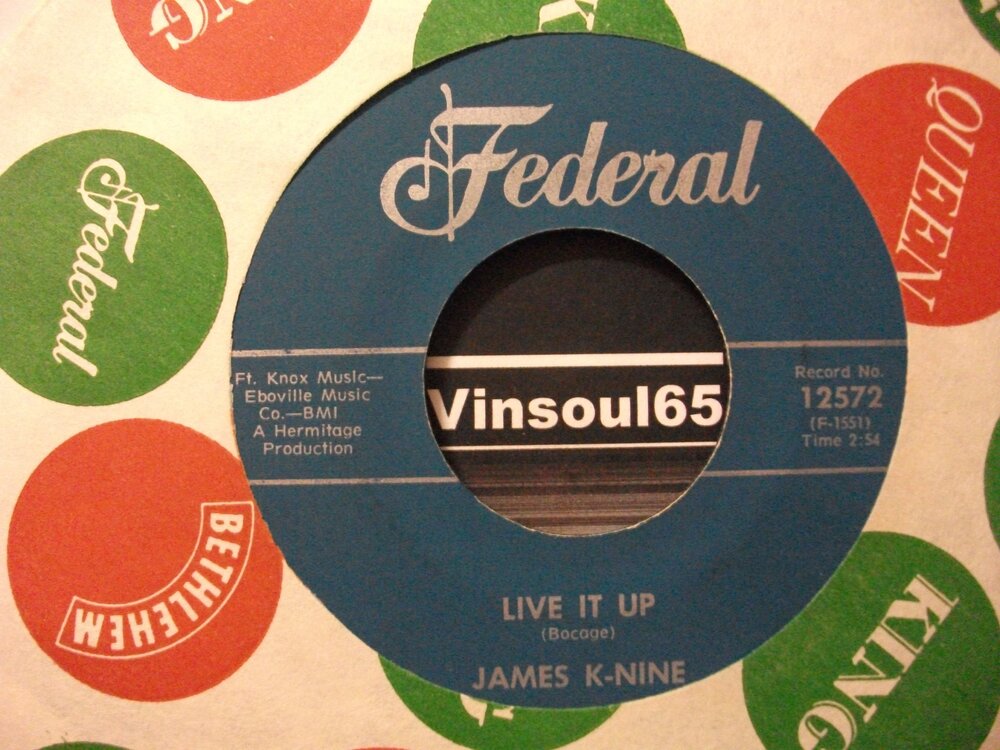 KING
K
Federal
Federal
QUEEN
Ft. Knox Music—
Eboville Music
Co.—BMI
A Hermitage
Production
Vinsoul65
Record No.
12572
(F-1551)
Time 2:54
BETHLEHEM
LIVE IT UP
(Bocage)
JAMES K-NINE
KING